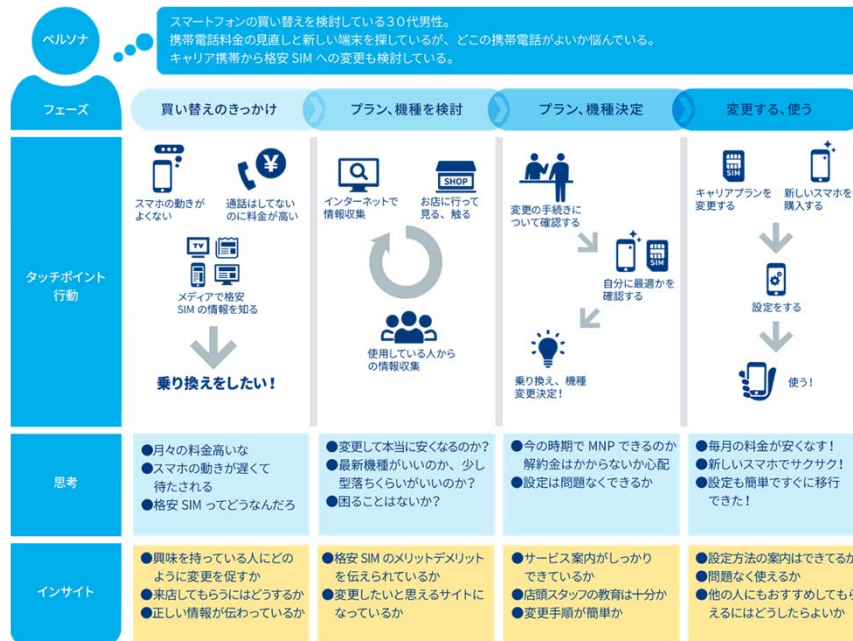 ペルソナ
スマートフォンの買い替えを検討している30代男性。
携帯電話料金の見直しと新しい端末を探しているが、どこの携帯電話がよいか悩んでいる。
キャリア携帯から格安 SIM への変更も検討している。
フェーズ
買い替えのきっかけ
プラン、機種を検討
プラン、機種決定
変更する、使う
タッチポイント
行動
スマホの動きが
よくない
¥
通話はしてない
のに料金が高い
TV
メディアで格安
SIM の情報を知る
乗り換えをしたい!
インターネットで
情報収集
SHOP
お店に行って
見る、触る
使用している人から
の情報収集
変更の手続きに
ついて確認する
SIM
自分に最適かを
確認する
乗り換え、機種
変更決定!
SIM
キャリアプランを
変更する
新しいスマホを
購入する
設定をする
使う!
思考
●月々の料金高いな
●スマホの動きが遅くて
待たされる
●格安 SIM ってどうなんだろ
●変更して本当に安くなるのか?
●最新機種がいいのか、少し
型落ちくらいがいいのか?
●困ることはないか?
●今の時期で MNP できるのか
解約金はかからないか心配
●設定は問題なくできるか
●毎月の料金が安くなす!
●新しいスマホでサクサク!
●設定も簡単ですぐに移行
できた!
インサイト
●興味を持っている人にどの
ように変更を促すか
●来店してもらうにはどうするか
●正しい情報が伝わっているか
●格安 SIM のメリットデメリット
を伝えられているか
●変更したいと思えるサイトに
なっているか
●サービス案内がしっかり
できているか
●店頭スタッフの教育は十分か
●変更手順が簡単か
●設定方法の案内はできてるか
●問題なく使えるか
●他の人にもおすすめしてもら
えるにはどうしたらよいか